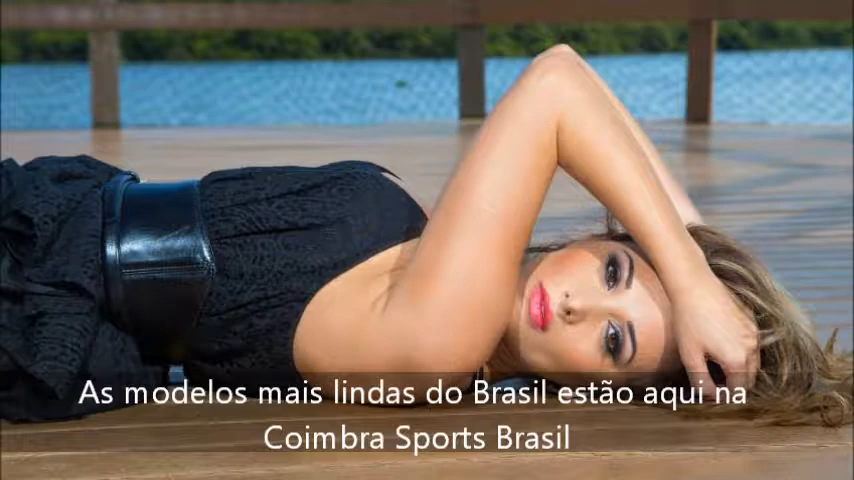 As modelos mais lindas do Brasil estão aqui na
Coimbra Sports Brasil